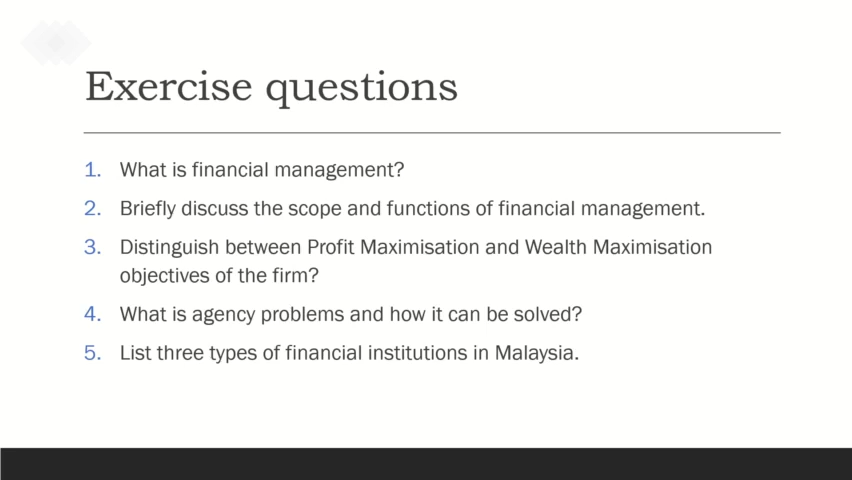 Exercise questions
1. What is financial management?
2. Briefly discuss the scope and functions of financial management.
3. Distinguish between Profit Maximisation and Wealth Maximisation
objectives of the firm?
4. What is agency problems and how it can be solved?
5. List three types of financial institutions in Malaysia.